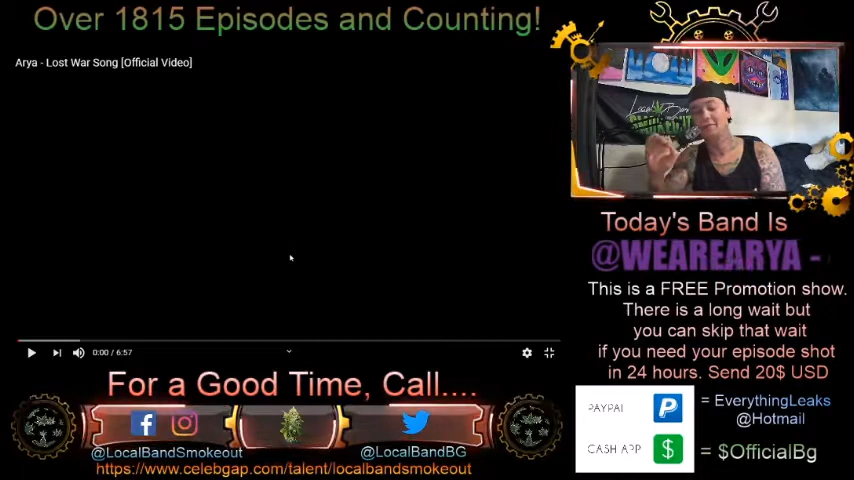 Over 1815 Episodes and Counting!
Arya - Lost War Song [Official Video]
Today's Band Is
@WEAREARYA -
This is a FREE Promotion show.
There is a long wait but
you can skip that wait
if you need your episode shot
in 24 hours. Send 20$ USD
0:00 / 6:57
For a Good Time, Call....
PAYPAL
= EverythingLeaks
@Hotmail
CASH APP
$
= $OfficialBg
@LocalBandSmokeout
@LocalBandBG
https://www.celebgap.com/talent/localbandsmokeout